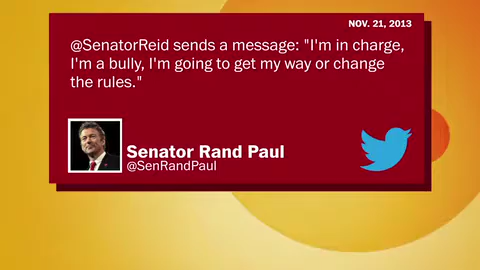 NOV. 21, 2013
@SenatorReid sends a message: "I'm in charge,
I'm a bully, I'm going to get my way or change
the rules."
Senator Rand Paul
@SenRandPaul